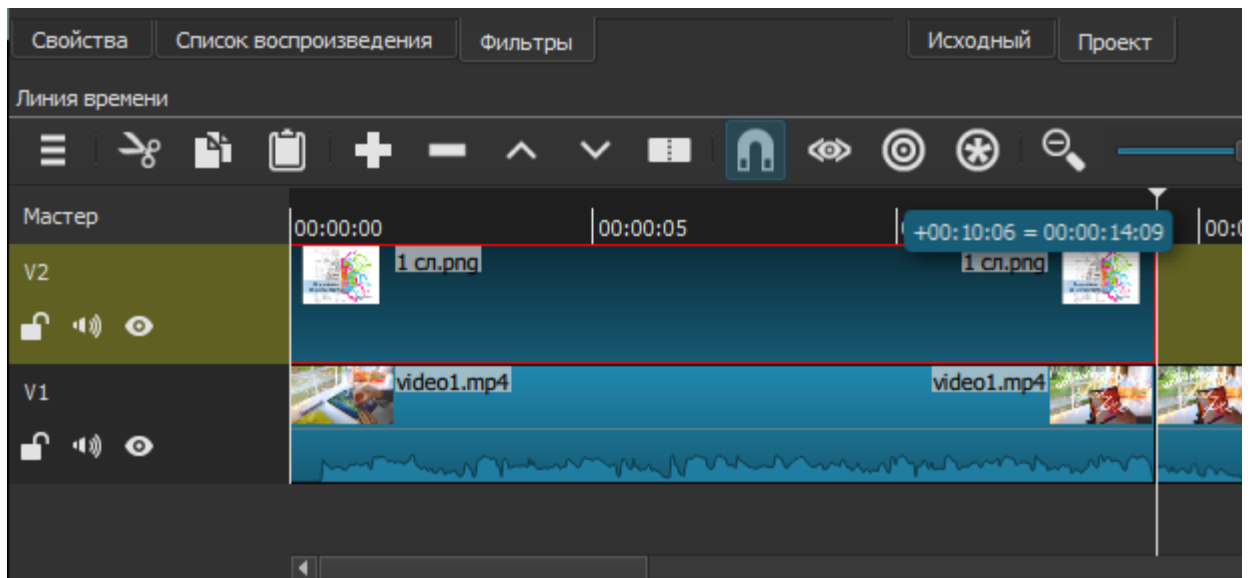 Свойства Список воспроизведения Фильтры Исходный Проект
Линия времени
Мастер 00:00:00 00:00:05 +00:10:06 = 00:00:14:09 00:
V2 1 сл.png 1 сл.png
V1 video1.mp4 video1.mp4